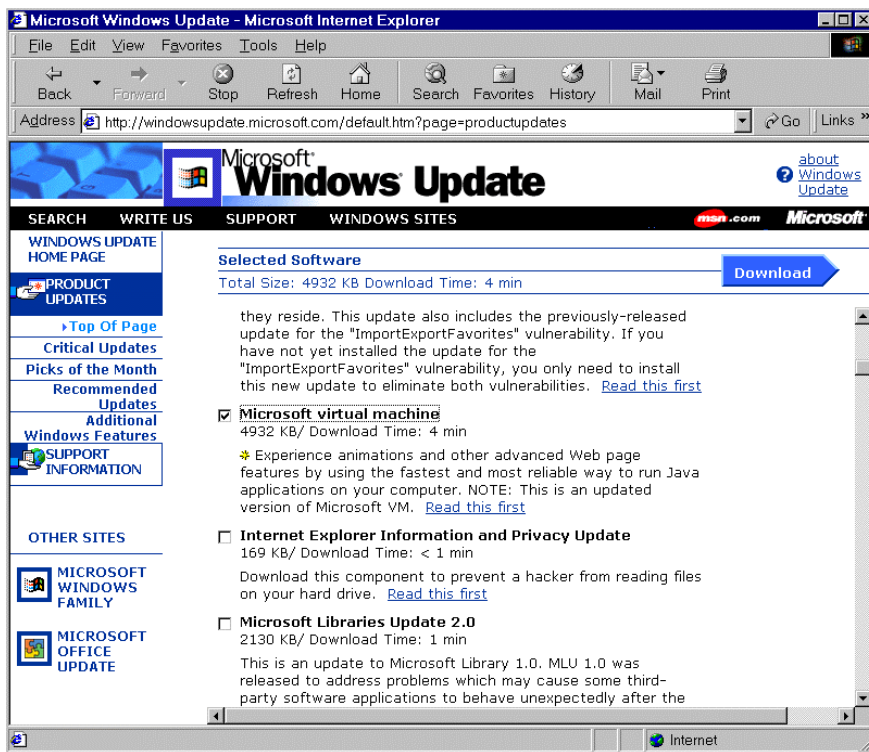 Microsoft Windows Update - Microsoft Internet Explorer
File Edit View Favorites Tools Help
Back Forward Stop Refresh Home Search Favorites History Mail Print
Address http://windowsupdate.microsoft.com/default.htm?page=productupdates Go Links »
Microsoft
Windows Update
about
Windows
Update
SEARCH WRITE US SUPPORT WINDOWS SITES msn.com Microsoft
WINDOWS UPDATE
HOME PAGE
PRODUCT
UPDATES
Top Of Page
Critical Updates
Picks of the Month
Recommended
Updates
Additional
Windows Features
SUPPORT
INFORMATION
OTHER SITES
MICROSOFT
WINDOWS
FAMILY
MICROSOFT
OFFICE
UPDATE
Selected Software
Total Size: 4932 KB Download Time: 4 min
Download
they reside. This update also includes the previously-released
update for the "ImportExportFavorites" vulnerability. If you
have not yet installed the update for the
"ImportExportFavorites" vulnerability, you only need to install
this new update to eliminate both vulnerabilities. Read this first
Microsoft virtual machine
4932 KB/ Download Time: 4 min
Experience animations and other advanced Web page
features by using the fastest and most reliable way to run Java
applications on your computer. NOTE: This is an updated
version of Microsoft VM. Read this first
Internet Explorer Information and Privacy Update
169 KB/ Download Time: < 1 min
Download this component to prevent a hacker from reading files
on your hard drive. Read this first
Microsoft Libraries Update 2.0
2130 KB/ Download Time: 1 min
This is an update to Microsoft Library 1.0. MLU 1.0 was
released to address problems which may cause some third-
party software applications to behave unexpectedly after the
Internet